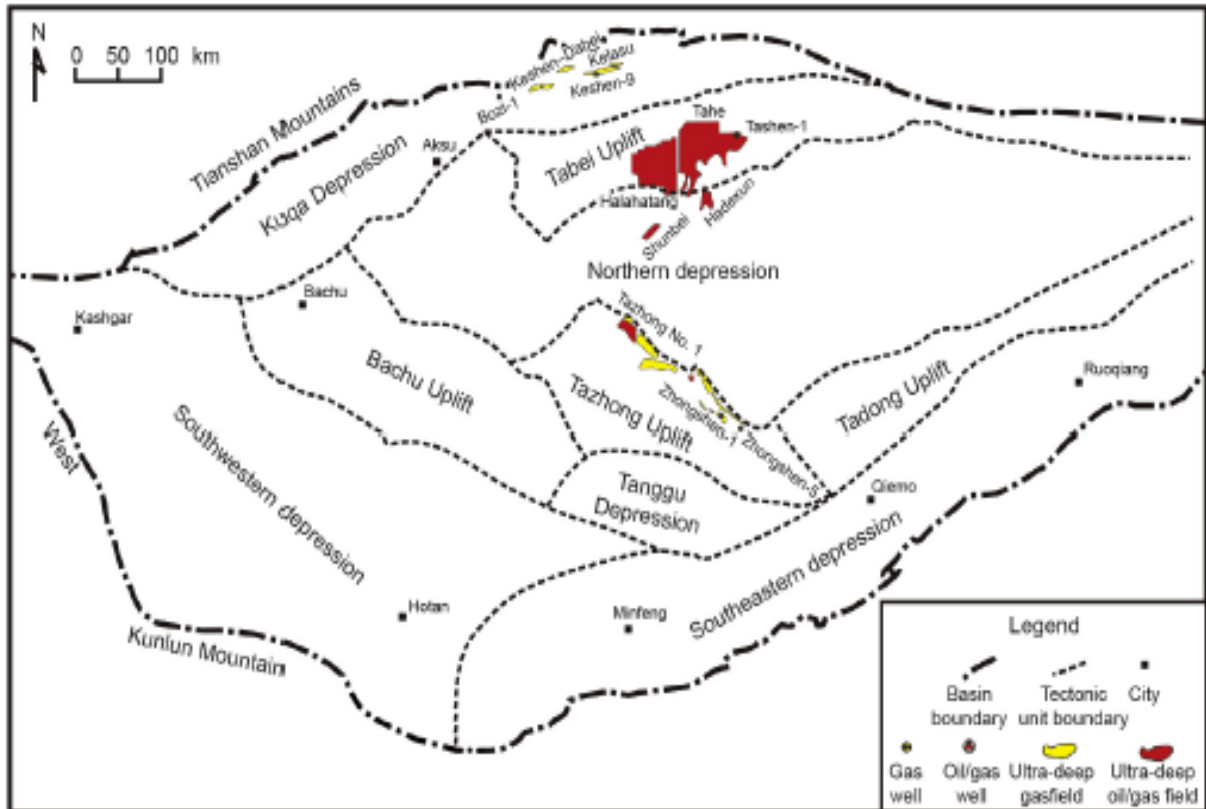 N
0 50 100 km
Tianshan Mountains
Keshen-Dabei
Kelasu
Keshen-9
Bozi-1
Tahe
Tashen-1
Aksu
Tabei Uplift
Kuqa Depression
Halahatang
Hadexun
Shunbei
Northern depression
Bachu
Kashgar
Tazhong No. 1
Ruoqiang
Bachu Uplift
Tazhong Uplift
Tadong Uplift
Zhongshen-1
Zhongshen-5
West
Southwestern depression
Tanggu
Depression
Qiemo
Southeastern depression
Hotan
Minfeng
Kunlun Mountain
Legend
Basin
boundary
Tectonic
unit boundary
City
Gas
well
Oil/gas
well
Ultra-deep
gasfield
Ultra-deep
oil/gas field